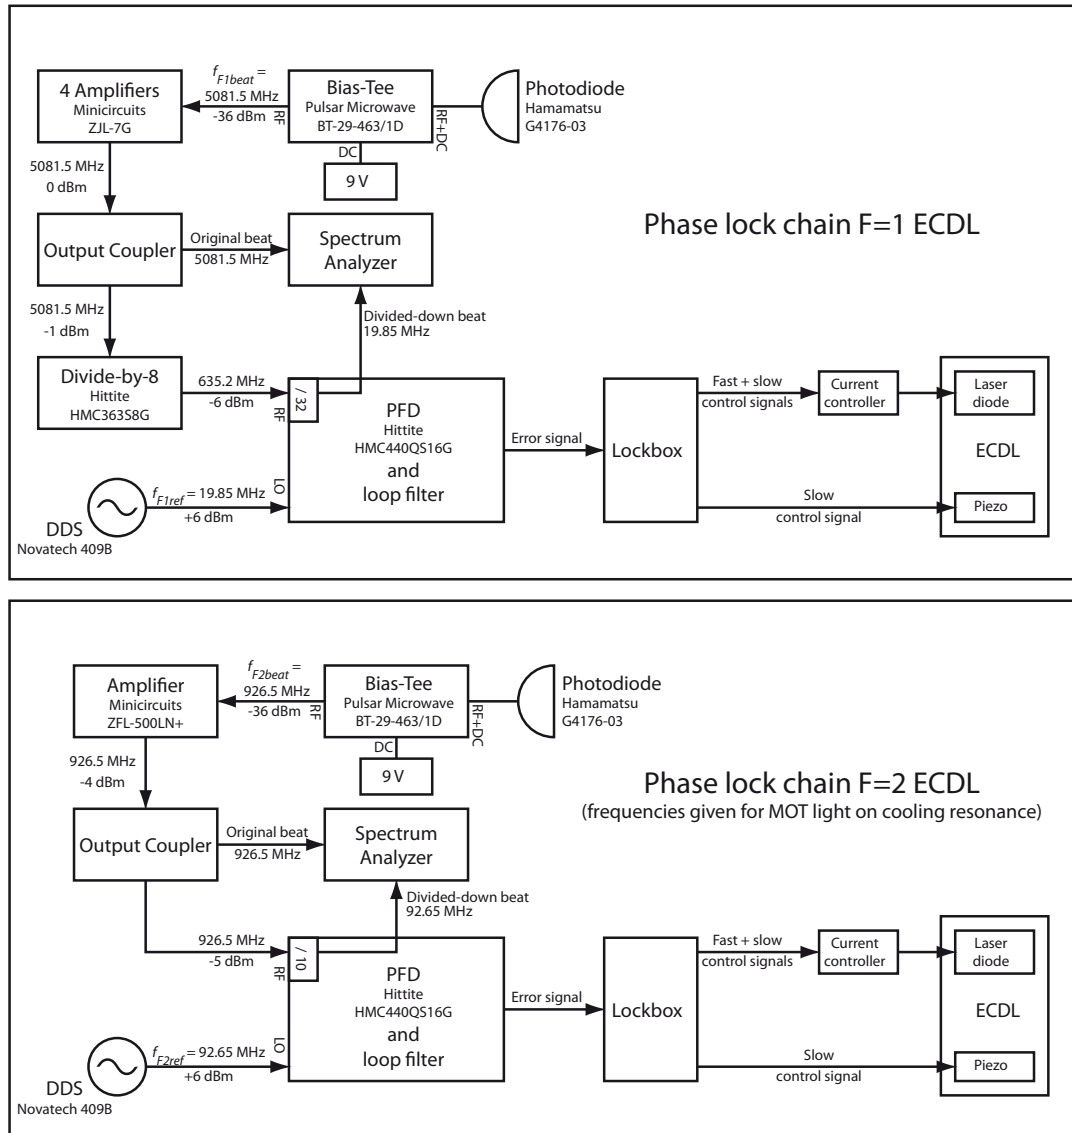 f_F1beat =
5081.5 MHz
-36 dBm
RF
4 Amplifiers
Minicircuits
ZJL-7G
Bias-Tee
Pulsar Microwave
BT-29-463/1D
RF+DC
Photodiode
Hamamatsu
G4176-03
DC
9 V
5081.5 MHz
0 dBm
Output Coupler
Original beat
5081.5 MHz
Spectrum
Analyzer
Phase lock chain F=1 ECDL
5081.5 MHz
-1 dBm
Divided-down beat
19.85 MHz
Divide-by-8
Hittite
HMC363S8G
635.2 MHz
-6 dBm
RF
/ 32
PFD
Hittite
HMC440QS16G
and
loop filter
Error signal
Lockbox
Fast + slow
control signals
Current
controller
Laser
diode
ECDL
Slow
control signal
Piezo
LO
f_F1ref = 19.85 MHz
+6 dBm
DDS
Novatech 409B
f_F2beat =
926.5 MHz
-36 dBm
RF
Amplifier
Minicircuits
ZFL-500LN+
Bias-Tee
Pulsar Microwave
BT-29-463/1D
RF+DC
Photodiode
Hamamatsu
G4176-03
DC
9 V
926.5 MHz
-4 dBm
Output Coupler
Original beat
926.5 MHz
Spectrum
Analyzer
Phase lock chain F=2 ECDL
(frequencies given for MOT light on cooling resonance)
Divided-down beat
92.65 MHz
926.5 MHz
-5 dBm
RF
/ 10
PFD
Hittite
HMC440QS16G
and
loop filter
Error signal
Lockbox
Fast + slow
control signals
Current
controller
Laser
diode
ECDL
Slow
control signal
Piezo
LO
f_F2ref = 92.65 MHz
+6 dBm
DDS
Novatech 409B